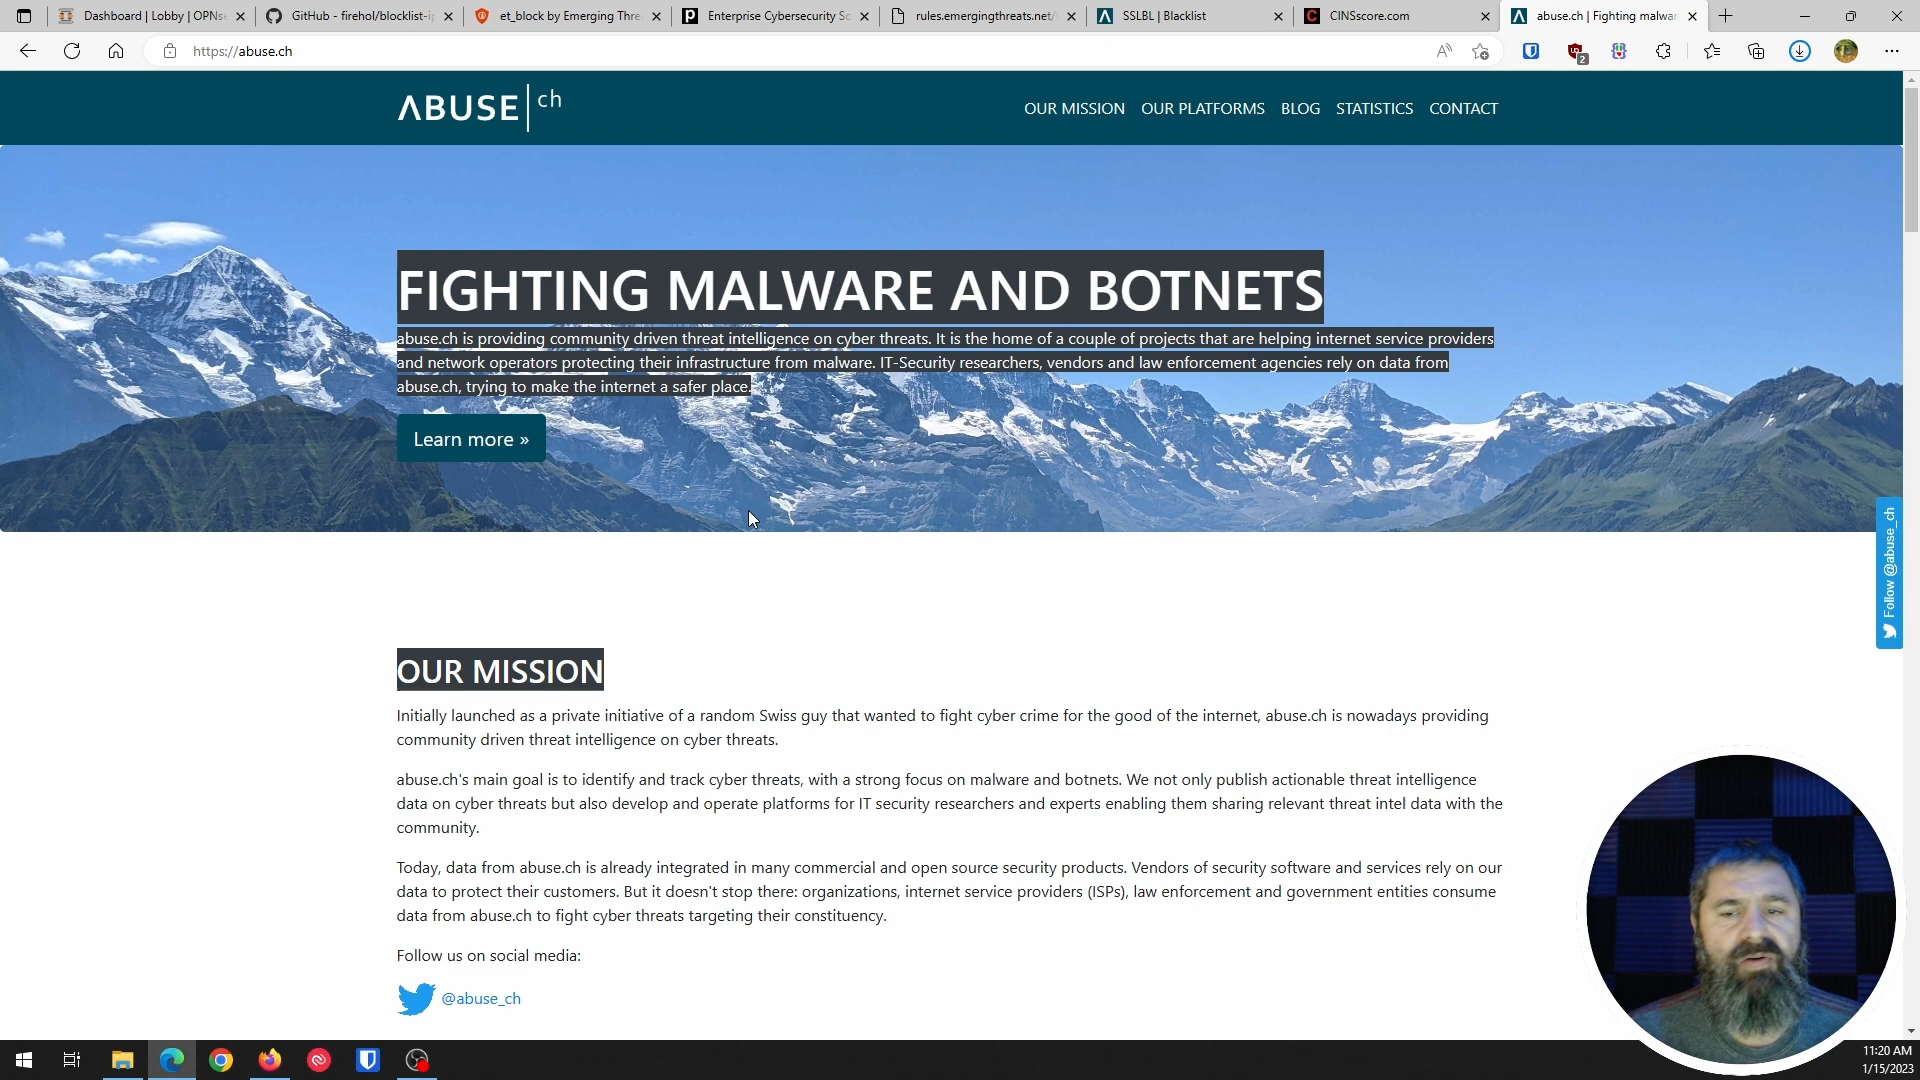 Dashboard | Lobby | OPNse
GitHub - firehol/blocklist-ip
et_block by Emerging Thre
Enterprise Cybersecurity So
rules.emergingthreats.net/
SSLBL | Blacklist
CINSscore.com
abuse.ch | Fighting malwar
https://abuse.ch
2
ABUSE ch
OUR MISSION OUR PLATFORMS BLOG STATISTICS CONTACT
FIGHTING MALWARE AND BOTNETS
abuse.ch is providing community driven threat intelligence on cyber threats. It is the home of a couple of projects that are helping internet service providers
and network operators protecting their infrastructure from malware. IT-Security researchers, vendors and law enforcement agencies rely on data from
abuse.ch, trying to make the internet a safer place.
Learn more »
Follow @abuse_ch
OUR MISSION
Initially launched as a private initiative of a random Swiss guy that wanted to fight cyber crime for the good of the internet, abuse.ch is nowadays providing
community driven threat intelligence on cyber threats.
abuse.ch's main goal is to identify and track cyber threats, with a strong focus on malware and botnets. We not only publish actionable threat intelligence
data on cyber threats but also develop and operate platforms for IT security researchers and experts enabling them sharing relevant threat intel data with the
community.
Today, data from abuse.ch is already integrated in many commercial and open source security products. Vendors of security software and services rely on our
data to protect their customers. But it doesn't stop there: organizations, internet service providers (ISPs), law enforcement and government entities consume
data from abuse.ch to fight cyber threats targeting their constituency.
Follow us on social media:
@abuse_ch
11:20 AM
1/15/2023